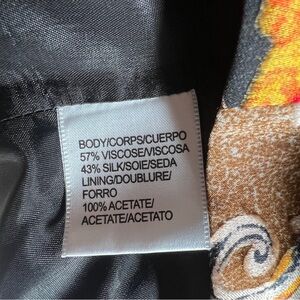 BODY/CORPS/CUERPO
57% VISCOSE/VISCOSA
43% SILK/SOIE/SEDA
LINING/DOUBLURE/
FORRO
100% ACETATE/
ACETATE/ACETATO